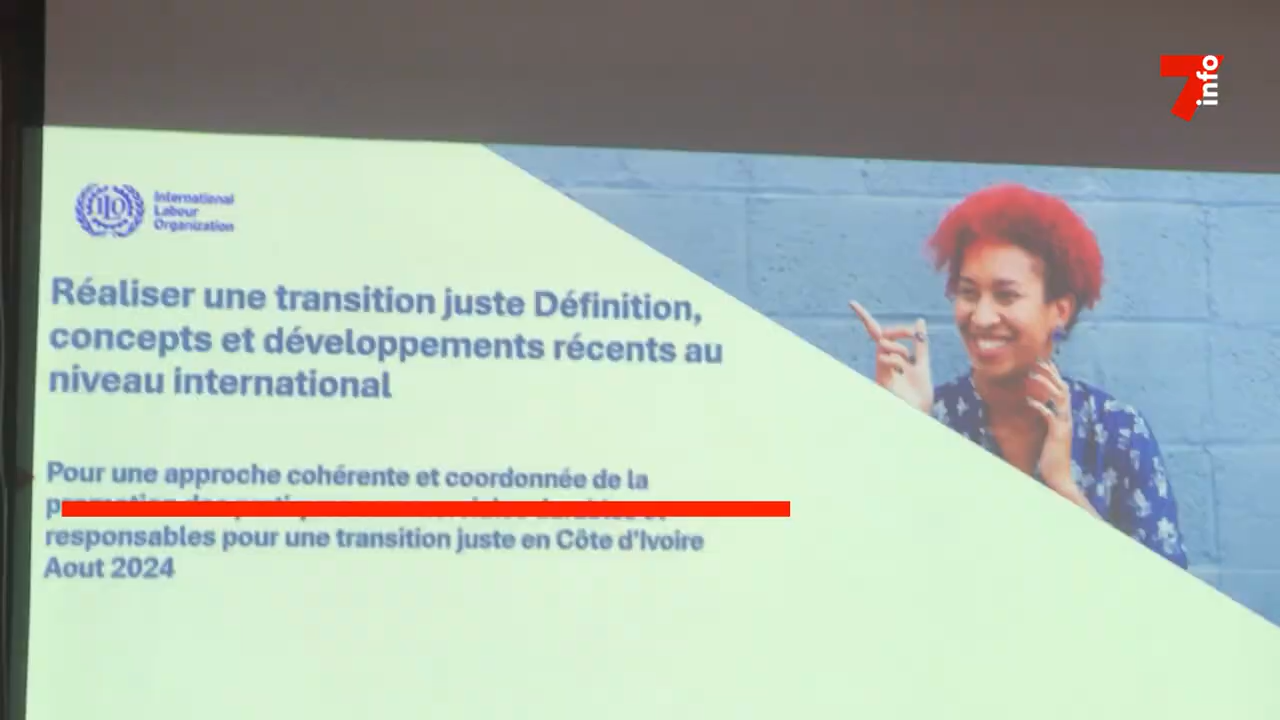 7info
ILO
International
Labour
Organization
Réaliser une transition juste Définition,
concepts et développements récents au
niveau international
Pour une approche cohérente et coordonnée de la
responsables pour une transition juste en Côte d'Ivoire
Aout 2024